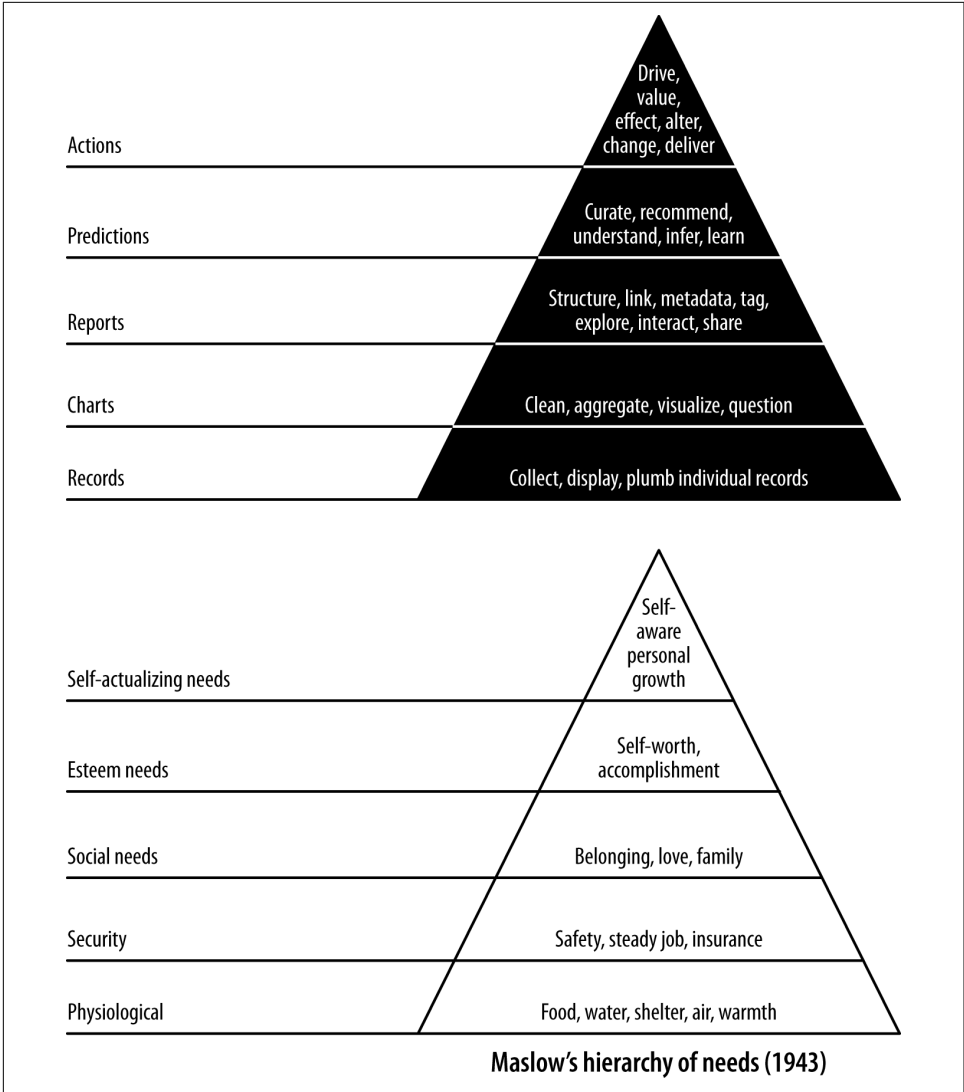 Drive,
value,
effect, alter,
Actions
change, deliver
Curate, recommend,
Predictions
understand, infer, learn
Structure, link, metadata, tag,
Reports
explore, interact, share
Charts
Clean, aggregate, visualize, question
Records
Collect, display, plumb individual records
Self-
aware
personal
Self-actualizing needs
growth
Self-worth,
Esteem needs
accomplishment
Social needs
Belonging, love, family
Security
Safety, steady job, insurance
Physiological
Food, water, shelter, air, warmth
Maslow’s hierarchy of needs (1943)